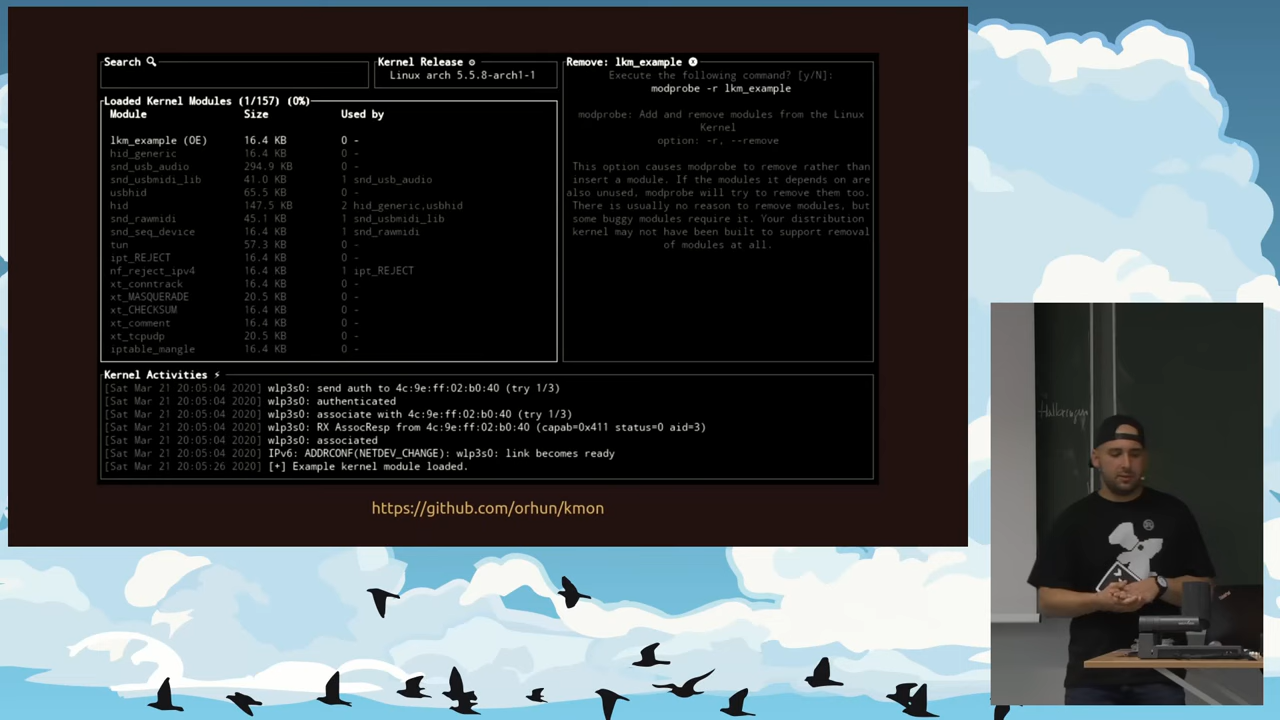 Search 🔍
Kernel Release ⚙
Linux arch 5.5.8-arch1-1
Loaded Kernel Modules (1/157) (0%)
Module Size Used by
lkm_example (OE) 16.4 KB 0 -
hid_generic 16.4 KB 0 -
snd_usb_audio 294.9 KB 0 -
snd_usbmidi_lib 41.0 KB 1 snd_usb_audio
usbhid 65.5 KB 0 -
hid 147.5 KB 2 hid_generic,usbhid
snd_rawmidi 45.1 KB 1 snd_usbmidi_lib
snd_seq_device 16.4 KB 1 snd_rawmidi
tun 57.3 KB 0 -
ipt_REJECT 16.4 KB 0 -
nf_reject_ipv4 16.4 KB 1 ipt_REJECT
xt_conntrack 16.4 KB 0 -
xt_MASQUERADE 20.5 KB 0 -
xt_CHECKSUM 16.4 KB 0 -
xt_comment 16.4 KB 0 -
xt_tcpudp 20.5 KB 0 -
iptable_mangle 16.4 KB 0 -
Remove: lkm_example
Execute the following command? [y/N]:
modprobe -r lkm_example
modprobe: Add and remove modules from the Linux
Kernel
option: -r, --remove
This option causes modprobe to remove rather than
insert a module. If the modules it depends on are
also unused, modprobe will try to remove them too.
There is usually no reason to remove modules, but
some buggy modules require it. Your distribution
kernel may not have been built to support removal
of modules at all.
Kernel Activities ⚡
[Sat Mar 21 20:05:04 2020] wlp3s0: send auth to 4c:9e:ff:02:b0:40 (try 1/3)
[Sat Mar 21 20:05:04 2020] wlp3s0: authenticated
[Sat Mar 21 20:05:04 2020] wlp3s0: associate with 4c:9e:ff:02:b0:40 (try 1/3)
[Sat Mar 21 20:05:04 2020] wlp3s0: RX AssocResp from 4c:9e:ff:02:b0:40 (capab=0x411 status=0 aid=3)
[Sat Mar 21 20:05:04 2020] wlp3s0: associated
[Sat Mar 21 20:05:04 2020] IPv6: ADDRCONF(NETDEV_CHANGE): wlp3s0: link becomes ready
[Sat Mar 21 20:05:26 2020] [+] Example kernel module loaded.
https://github.com/orhun/kmon